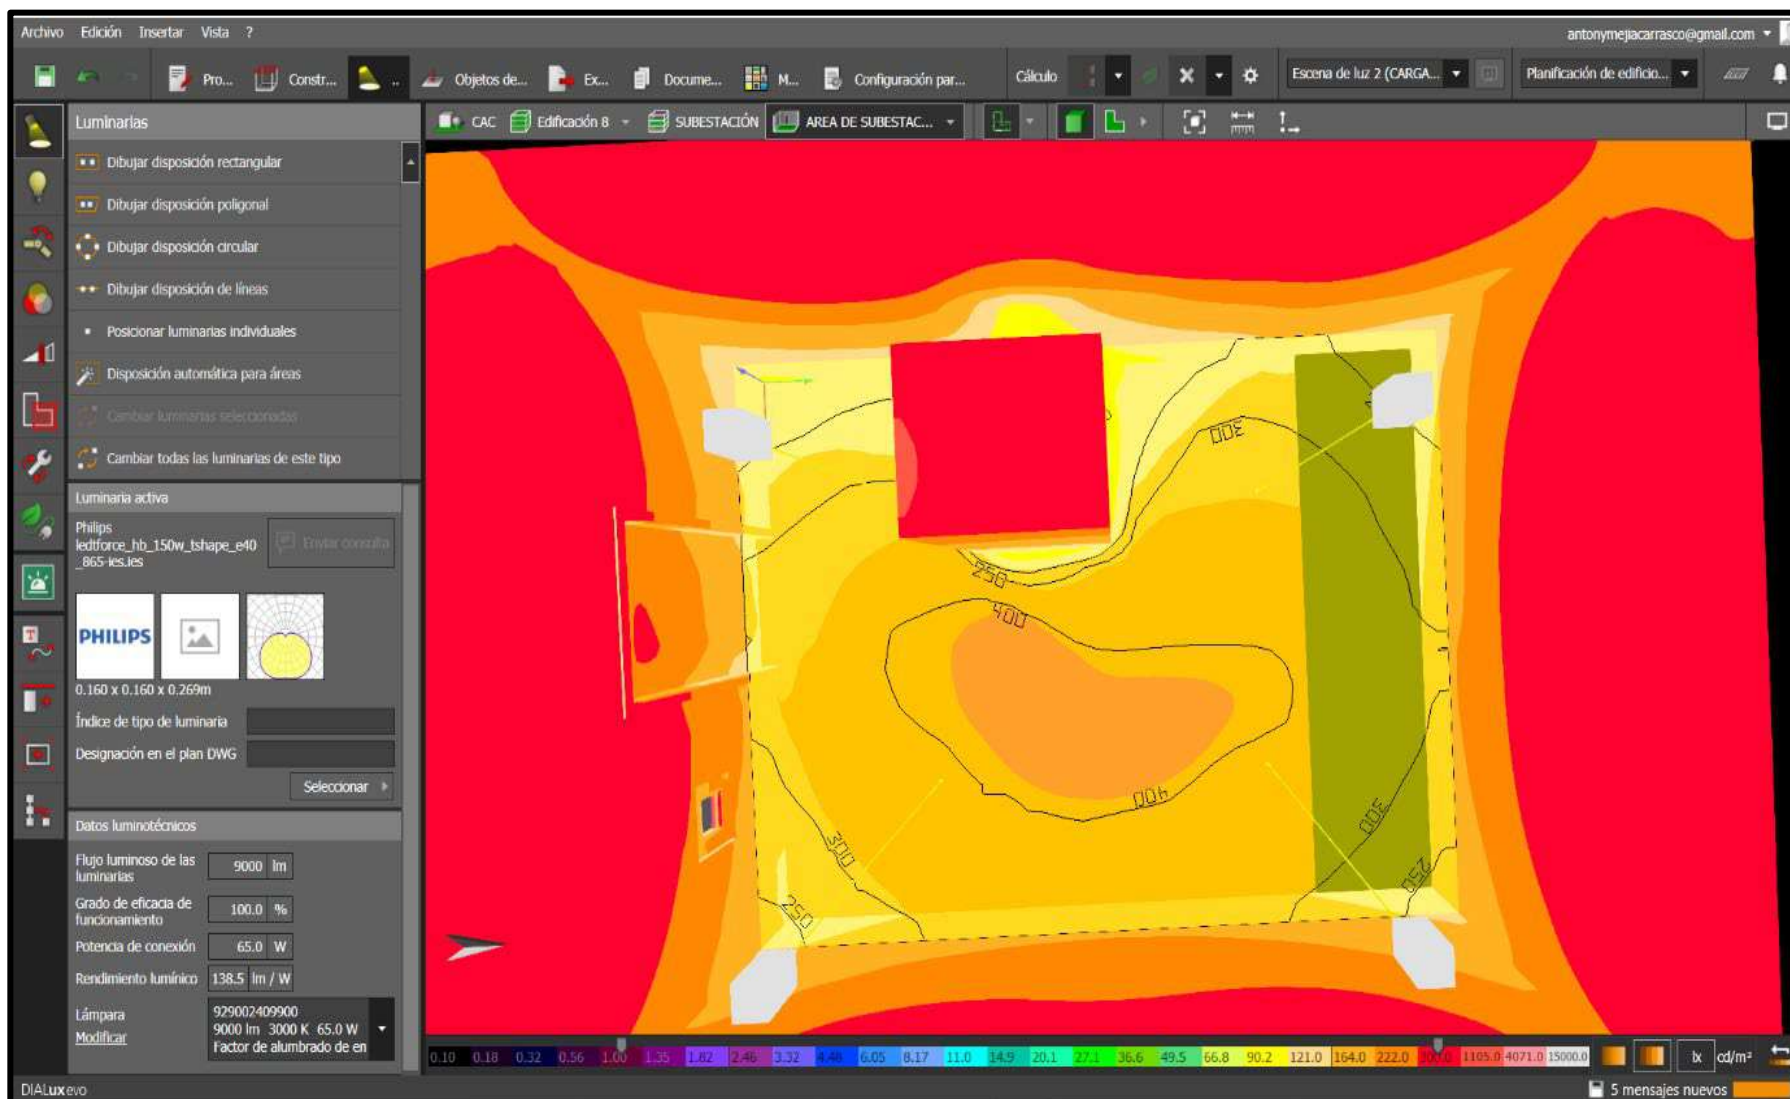 Archivo Edición Insertar Vista ? antonymejiacarrasco@gmail.com
Pro... Constr... .. Objetos de... Ex... Docume... M... Configuración par... Cálculo Escena de luz 2 (CARGA... Planificación de edificio...
Luminarias
CAC Edificación 8 SUBESTACIÓN AREA DE SUBESTAC...
Dibujar disposición rectangular
Dibujar disposición poligonal
Dibujar disposición circular
Dibujar disposición de líneas
Posicionar luminarias individuales
Disposición automática para áreas
Cambiar luminarias seleccionadas
Cambiar todas las luminarias de este tipo
Luminaria activa
Philips
ledtforce_hb_150w_tshape_e40
_865-ies.ies
Enviar consulta
PHILIPS
0.160 x 0.160 x 0.269m
Índice de tipo de luminaria
Designación en el plan DWG
Seleccionar
Datos luminotécnicos
Flujo luminoso de las
luminarias
9000 lm
Grado de eficacia de
funcionamiento
100.0 %
Potencia de conexión 65.0 W
Rendimiento lumínico 138.5 lm / W
Lámpara
Modificar
929002409900
9000 lm 3000 K 65.0 W
Factor de alumbrado de en
300
250
400
400
300
300
250
250
0.10 0.18 0.32 0.56 1.00 1.35 1.82 2.46 3.32 4.48 6.05 8.17 11.0 14.9 20.1 27.1 36.6 49.5 66.8 90.2 121.0 164.0 222.0 300.0 1105.0 4071.0 15000.0 lx cd/m²
DIALux evo
5 mensajes nuevos